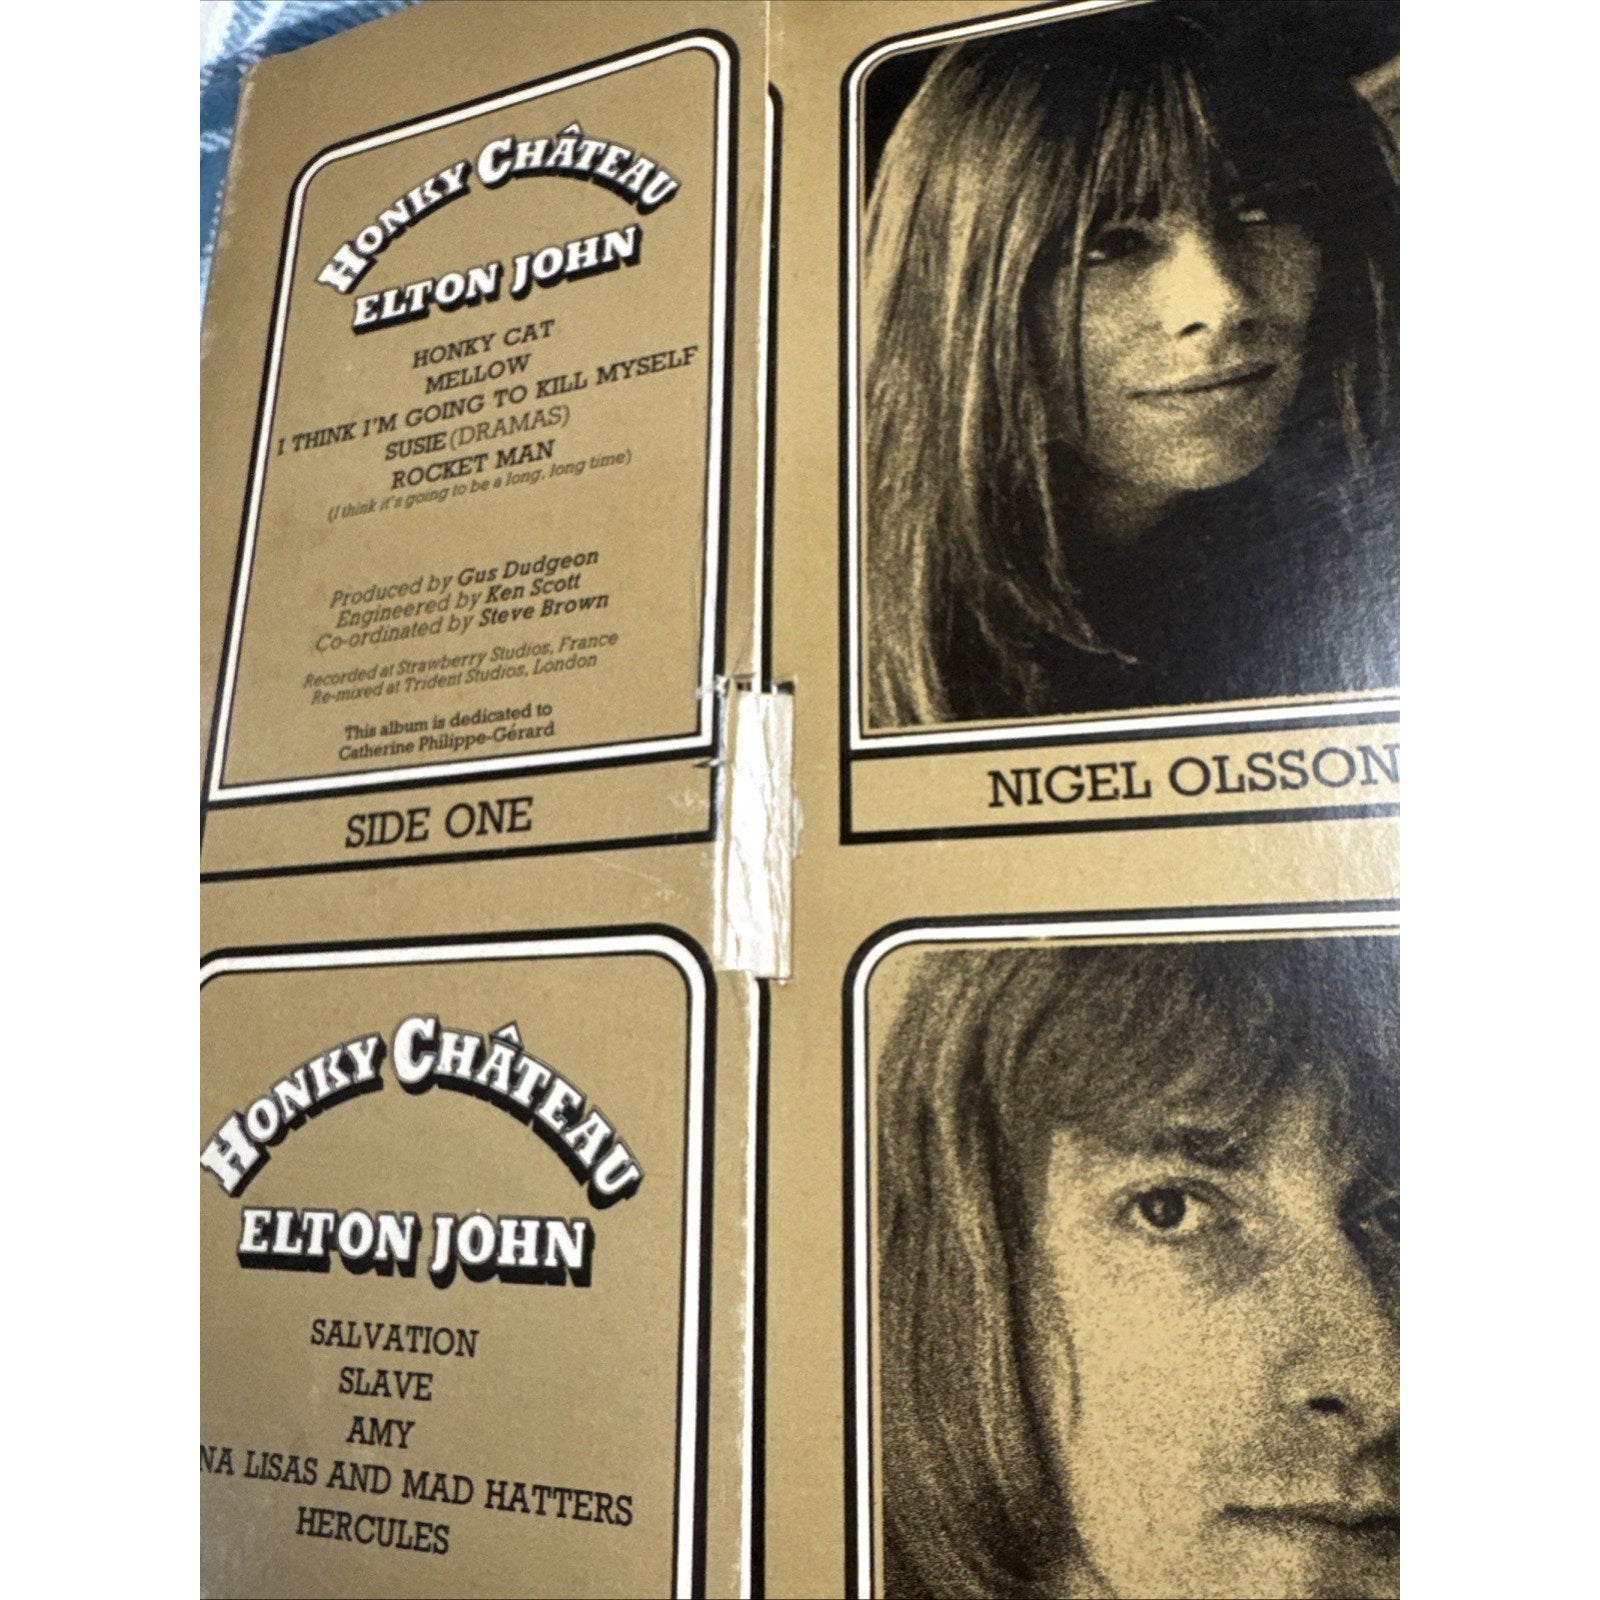 HONKY CHÂTEAU
ELTON JOHN
HONKY CAT
MELLOW
I THINK I'M GOING TO KILL MYSELF
SUSIE (DRAMAS)
ROCKET MAN
(I think it's going to be a long, long time)
Produced by Gus Dudgeon
Engineered by Ken Scott
Co-ordinated by Steve Brown
Recorded at Strawberry Studios, France
Re-mixed at Trident Studios, London
This album is dedicated to
Catherine Philippe-Gérard
SIDE ONE
NIGEL OLSSON
HONKY CHÂTEAU
ELTON JOHN
SALVATION
SLAVE
AMY
NA LISAS AND MAD HATTERS
HERCULES